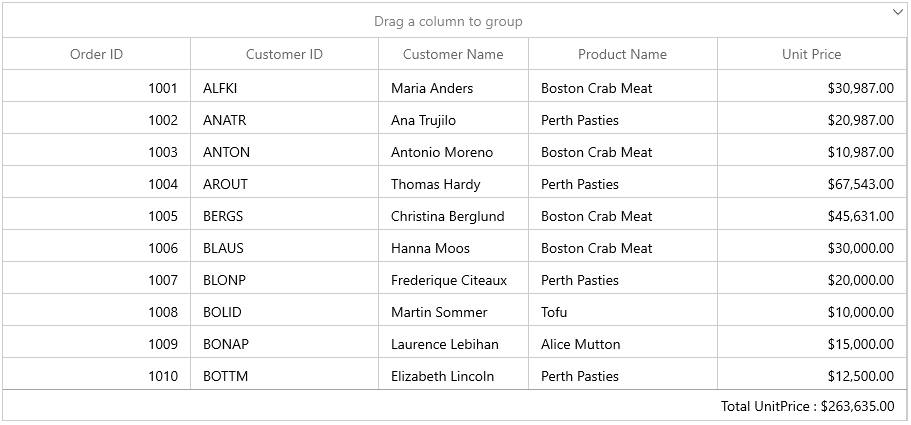 Drag a column to group
Order ID Customer ID Customer Name Product Name Unit Price
1001 ALFKI Maria Anders Boston Crab Meat $30,987.00
1002 ANATR Ana Trujilo Perth Pasties $20,987.00
1003 ANTON Antonio Moreno Boston Crab Meat $10,987.00
1004 AROUT Thomas Hardy Perth Pasties $67,543.00
1005 BERGS Christina Berglund Boston Crab Meat $45,631.00
1006 BLAUS Hanna Moos Boston Crab Meat $30,000.00
1007 BLONP Frederique Citeaux Perth Pasties $20,000.00
1008 BOLID Martin Sommer Tofu $10,000.00
1009 BONAP Laurence Lebihan Alice Mutton $15,000.00
1010 BOTTM Elizabeth Lincoln Perth Pasties $12,500.00
Total UnitPrice : $263,635.00